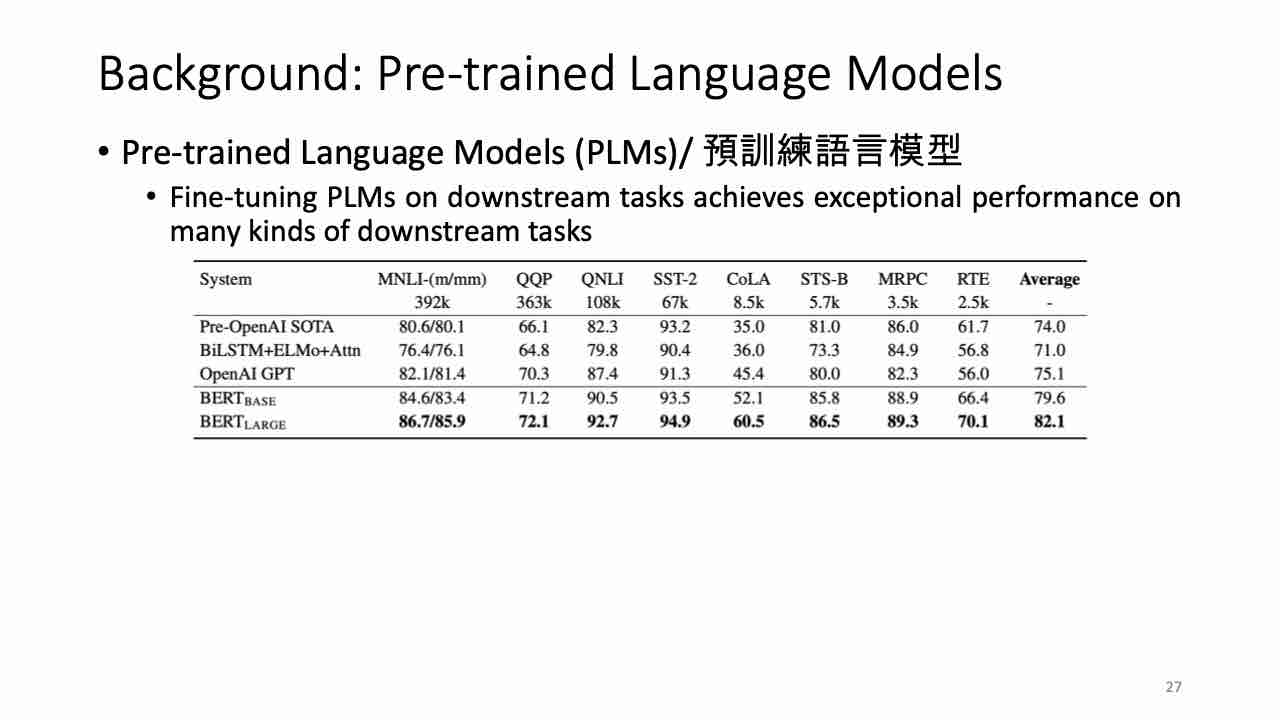 Background: Pre-trained Language Models
• Pre-trained Language Models (PLMs)/ 預訓練語言模型
• Fine-tuning PLMs on downstream tasks achieves exceptional performance on
many kinds of downstream tasks
System MNLI-(m/mm) QQP QNLI SST-2 CoLA STS-B MRPC RTE Average
392k 363k 108k 67k 8.5k 5.7k 3.5k 2.5k -
Pre-OpenAI SOTA 80.6/80.1 66.1 82.3 93.2 35.0 81.0 86.0 61.7 74.0
BiLSTM+ELMo+Attn 76.4/76.1 64.8 79.8 90.4 36.0 73.3 84.9 56.8 71.0
OpenAI GPT 82.1/81.4 70.3 87.4 91.3 45.4 80.0 82.3 56.0 75.1
BERTBASE 84.6/83.4 71.2 90.5 93.5 52.1 85.8 88.9 66.4 79.6
BERTLARGE 86.7/85.9 72.1 92.7 94.9 60.5 86.5 89.3 70.1 82.1
27